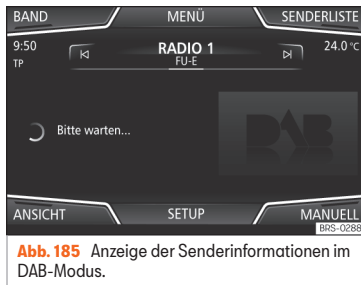 BAND MENÜ SENDERLISTE
9:50 RADIO 1 24.0 °C
TP FU-E
Bitte warten...
DAB
ANSICHT SETUP MANUELL
BRS-0288
Abb. 185 Anzeige der Senderinformationen im
DAB-Modus.